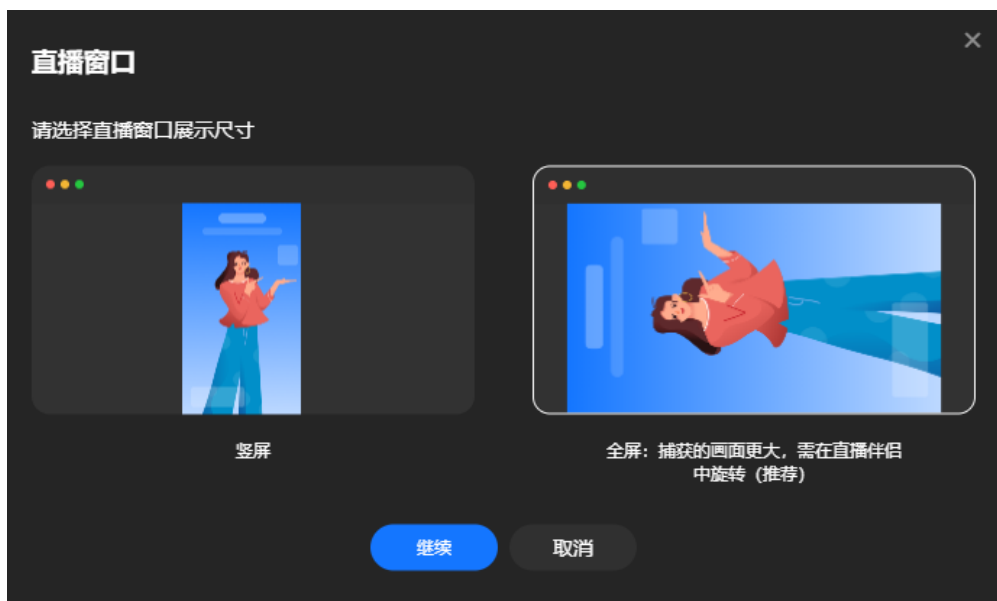 直播窗口
请选择直播窗口展示尺寸
竖屏
全屏：捕获的画面更大，需在直播伴侣
中旋转（推荐）
继续
取消